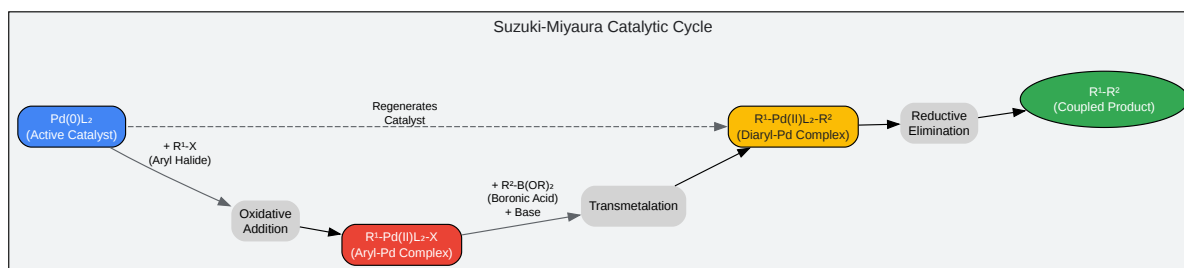 Suzuki-Miyaura Catalytic Cycle
Pd(0)L₂
(Active Catalyst)
+ R¹-X
(Aryl Halide)
Oxidative
Addition
R¹-Pd(II)L₂-X
(Aryl-Pd Complex)
Regenerates
Catalyst
+ R²-B(OR)₂
(Boronic Acid)
+ Base
Transmetalation
R¹-Pd(II)L₂-R²
(Diaryl-Pd Complex)
Reductive
Elimination
R¹-R²
(Coupled Product)